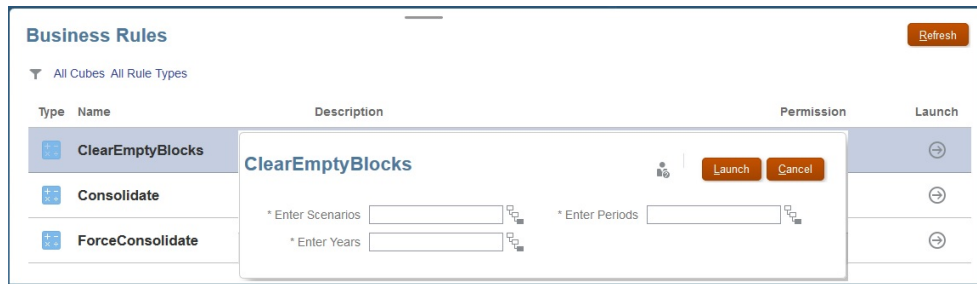 Business Rules
Refresh
All Cubes All Rule Types
Type Name Description Permission Launch
ClearEmptyBlocks
ClearEmptyBlocks
Launch Cancel
Consolidate
* Enter Scenarios * Enter Periods
* Enter Years
ForceConsolidate